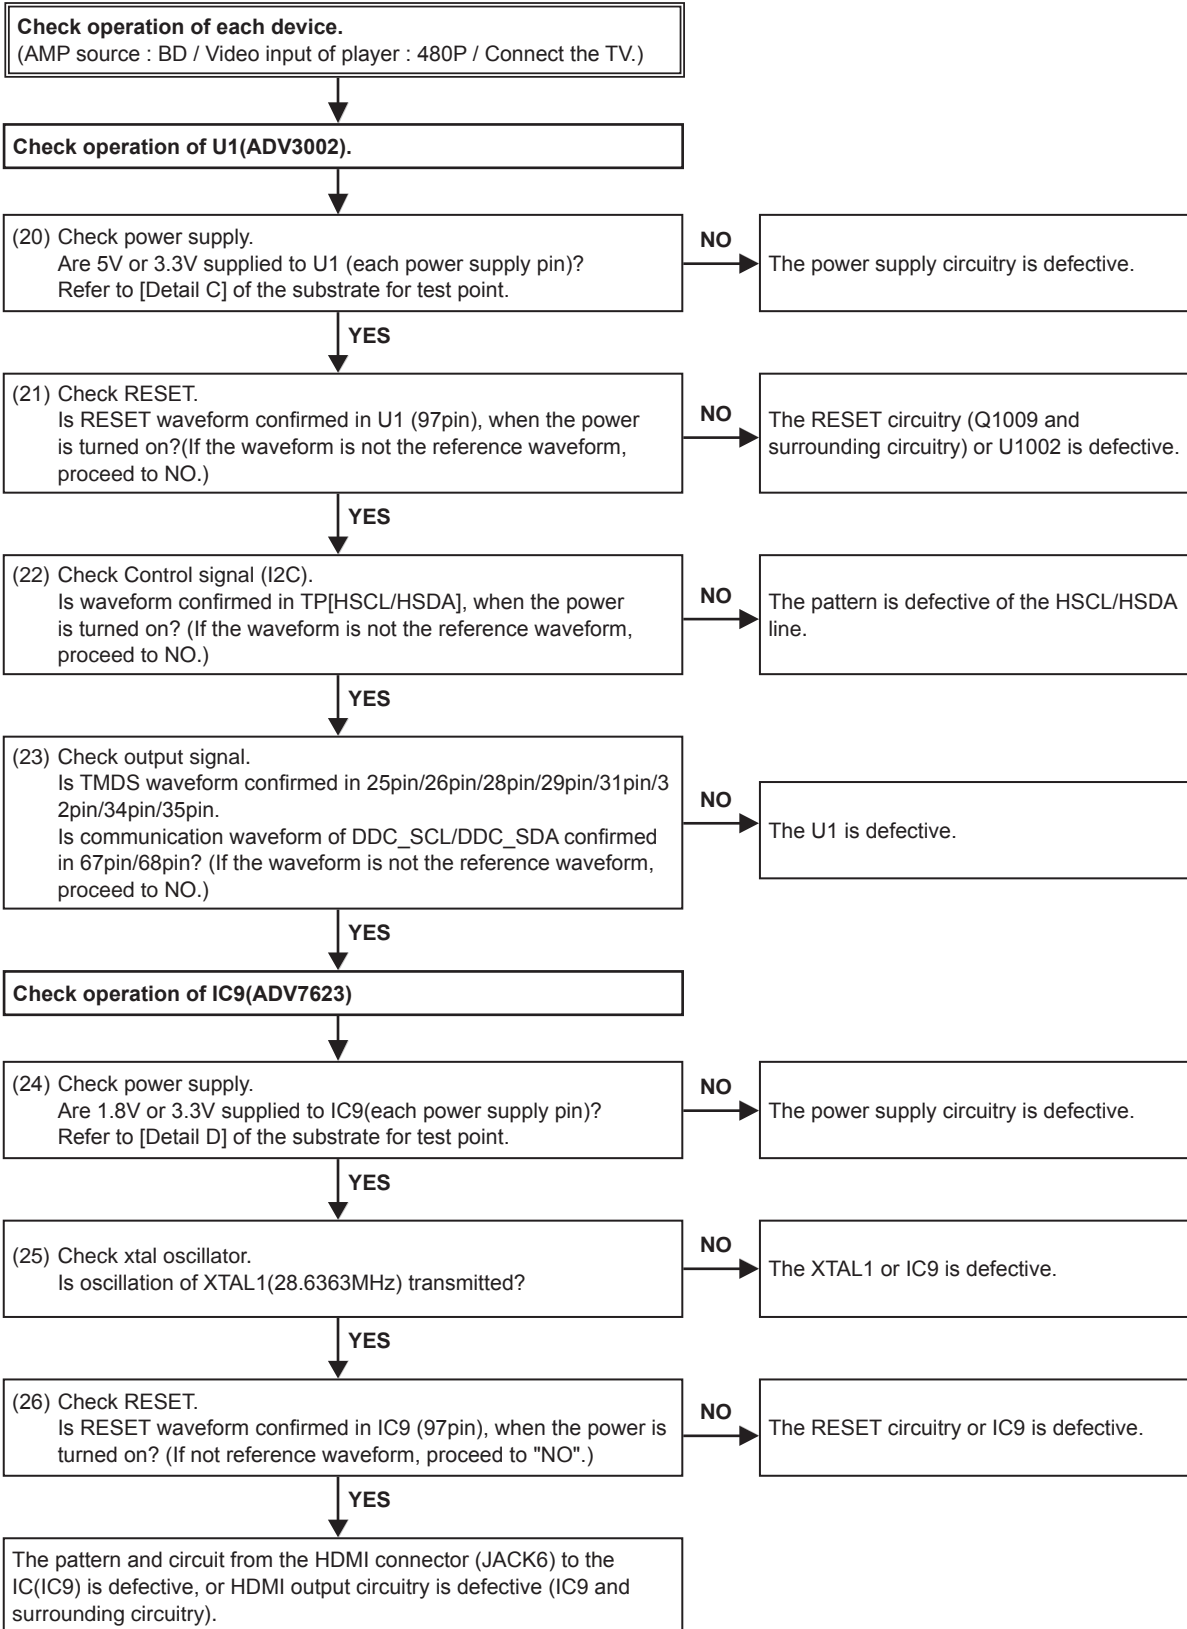 Check operation of each device.
(AMP source : BD / Video input of player : 480P / Connect the TV.)
Check operation of U1(ADV3002).
(20) Check power supply.
Are 5V or 3.3V supplied to U1 (each power supply pin)?
Refer to [Detail C] of the substrate for test point.
NO
The power supply circuitry is defective.
YES
(21) Check RESET.
Is RESET waveform confirmed in U1 (97pin), when the power
is turned on?(If the waveform is not the reference waveform,
proceed to NO.)
NO
The RESET circuitry (Q1009 and
surrounding circuitry) or U1002 is defective.
YES
(22) Check Control signal (I2C).
Is waveform confirmed in TP[HSCL/HSDA], when the power
is turned on? (If the waveform is not the reference waveform,
proceed to NO.)
NO
The pattern is defective of the HSCL/HSDA
line.
YES
(23) Check output signal.
Is TMDS waveform confirmed in 25pin/26pin/28pin/29pin/31pin/3
2pin/34pin/35pin.
Is communication waveform of DDC_SCL/DDC_SDA confirmed
in 67pin/68pin? (If the waveform is not the reference waveform,
proceed to NO.)
NO
The U1 is defective.
YES
Check operation of IC9(ADV7623)
(24) Check power supply.
Are 1.8V or 3.3V supplied to IC9(each power supply pin)?
Refer to [Detail D] of the substrate for test point.
NO
The power supply circuitry is defective.
YES
(25) Check xtal oscillator.
Is oscillation of XTAL1(28.6363MHz) transmitted?
NO
The XTAL1 or IC9 is defective.
YES
(26) Check RESET.
Is RESET waveform confirmed in IC9 (97pin), when the power is
turned on? (If not reference waveform, proceed to "NO".)
NO
The RESET circuitry or IC9 is defective.
YES
The pattern and circuit from the HDMI connector (JACK6) to the
IC(IC9) is defective, or HDMI output circuitry is defective (IC9 and
surrounding circuitry).